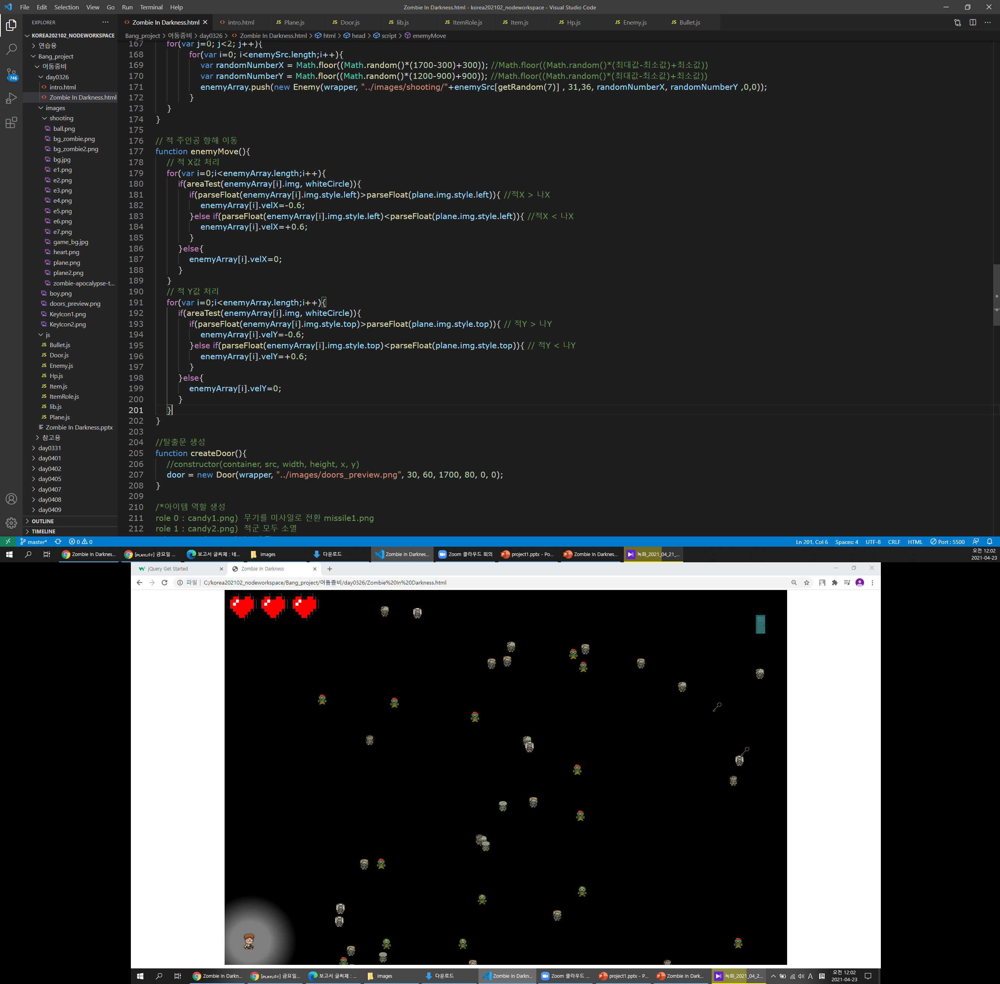 File Edit Selection View Go Run Terminal Help
Zombie In Darkness.html - korea202102_nodeworkspace - Visual Studio Code
EXPLORER
Zombie In Darkness.html intro.html Plane.js Door.js lib.js ItemRole.js Item.js Hp.js Enemy.js Bullet.js
Bang_project > 어둠좀비 > day0326 > Zombie In Darkness.html > html > head > script > enemyMove
KOREA202102_NODEWORKSPACE
연습용
Bang_project
어둠좀비
day0326
intro.html
Zombie In Darkness.html
images
shooting
ball.png
bg_zombie.png
bg_zombie2.png
bg.jpg
e1.png
e2.png
e3.png
e4.png
e5.png
e6.png
e7.png
game_bg.jpg
heart.png
plane.png
plane2.png
zombie-apocalypse-t...
boy.png
doors_preview.png
KeyIcon1.png
KeyIcon2.png
js
Bullet.js
Door.js
Enemy.js
Hp.js
Item.js
ItemRole.js
lib.js
Plane.js
Zombie In Darkness.pptx
참고용
day0331
day0401
day0402
day0405
day0407
day0408
day0409
OUTLINE
TIMELINE
746
167 for(var j=0; j<2; j++){
168 for(var i=0; i<enemySrc.length;i++){
169 var randomNumberX = Math.floor((Math.random()*(1700-300)+300)); //Math.floor((Math.random()*(최대값-최소값)+최소값))
170 var randomNumberY = Math.floor((Math.random()*(1200-900)+900)); //Math.floor((Math.random()*(최대값-최소값)+최소값))
171 enemyArray.push(new Enemy(wrapper, "../images/shooting/"+enemySrc[getRandom(7)] , 31,36, randomNumberX, randomNumberY ,0,0));
172 }
173 }
174 }
175
176 // 적 주인공 향해 이동
177 function enemyMove(){
178 // 적 X값 처리
179 for(var i=0;i<enemyArray.length;i++){
180 if(areaTest(enemyArray[i].img, whiteCircle)){
181 if(parseFloat(enemyArray[i].img.style.left)>parseFloat(plane.img.style.left)){ //적X > 나X
182 enemyArray[i].velX=-0.6;
183 }else if(parseFloat(enemyArray[i].img.style.left)<parseFloat(plane.img.style.left)){ //적X < 나X
184 enemyArray[i].velX=+0.6;
185 }
186 }else{
187 enemyArray[i].velX=0;
188 }
189 }
190 // 적 Y값 처리
191 for(var i=0;i<enemyArray.length;i++){
192 if(areaTest(enemyArray[i].img, whiteCircle)){
193 if(parseFloat(enemyArray[i].img.style.top)>parseFloat(plane.img.style.top)){ // 적Y > 나Y
194 enemyArray[i].velY=-0.6;
195 }else if(parseFloat(enemyArray[i].img.style.top)<parseFloat(plane.img.style.top)){ // 적Y < 나Y
196 enemyArray[i].velY=+0.6;
197 }
198 }else{
199 enemyArray[i].velY=0;
200 }
201 }
202 }
203
204 //탈출문 생성
205 function createDoor(){
206 //constructor(container, src, width, height, x, y)
207 door = new Door(wrapper, "../images/doors_preview.png", 30, 60, 1700, 80, 0, 0);
208 }
209
210 /*아이템 역할 생성
211 role 0 : candy1.png) 무기를 미사일로 전환 missile1.png
212 role 1 : candy2.png) 적군 모두 소멸
master* 0 0 Ln 201, Col 6 Spaces: 4 UTF-8 CRLF HTML Port : 5500
Zombie In Darknes... [PLAYLIST] 금요일 ... 보고서 글씨체 : 네... images 다운로드 Zombie In Darknes... Zoom 클라우드 회의 project1.pptx - Po... Zombie In Darknes... 녹화_2021_04_21_...
오전 12:02
2021-04-23
jQuery Get Started Zombie In Darkness
파일 C:/korea202102_nodeworkspace/Bang_project/어둠좀비/day0326/Zombie%20In%20Darkness.html
Zombie In Darkn... [PLAYLIST] 금요일... 보고서 글씨체 : ... images 다운로드 Zombie In Darkn... Zoom 클라우드 ... project1.pptx - P... Zombie In Dark... 녹화_2021_04_2... A
오전 12:02
2021-04-23